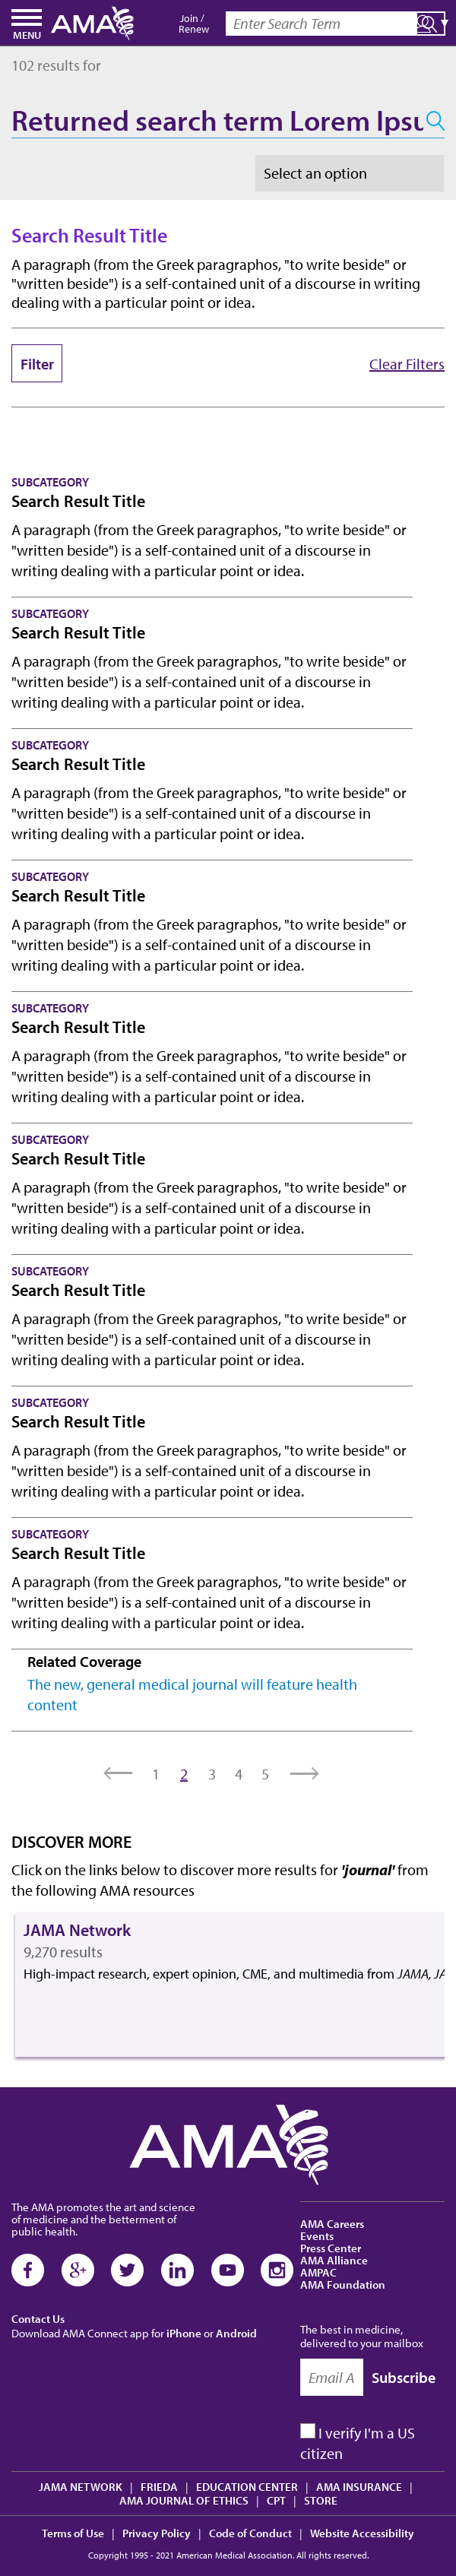 MENU
AMA
Join /
Renew
Enter Search Term
102 results for
Returned search term Lorem Ipsu
Select an option
Search Result Title
A paragraph (from the Greek paragraphos, "to write beside" or
"written beside") is a self-contained unit of a discourse in writing
dealing with a particular point or idea.
Filter
Clear Filters
SUBCATEGORY
Search Result Title
A paragraph (from the Greek paragraphos, "to write beside" or
"written beside") is a self-contained unit of a discourse in
writing dealing with a particular point or idea.
SUBCATEGORY
Search Result Title
A paragraph (from the Greek paragraphos, "to write beside" or
"written beside") is a self-contained unit of a discourse in
writing dealing with a particular point or idea.
SUBCATEGORY
Search Result Title
A paragraph (from the Greek paragraphos, "to write beside" or
"written beside") is a self-contained unit of a discourse in
writing dealing with a particular point or idea.
SUBCATEGORY
Search Result Title
A paragraph (from the Greek paragraphos, "to write beside" or
"written beside") is a self-contained unit of a discourse in
writing dealing with a particular point or idea.
SUBCATEGORY
Search Result Title
A paragraph (from the Greek paragraphos, "to write beside" or
"written beside") is a self-contained unit of a discourse in
writing dealing with a particular point or idea.
SUBCATEGORY
Search Result Title
A paragraph (from the Greek paragraphos, "to write beside" or
"written beside") is a self-contained unit of a discourse in
writing dealing with a particular point or idea.
SUBCATEGORY
Search Result Title
A paragraph (from the Greek paragraphos, "to write beside" or
"written beside") is a self-contained unit of a discourse in
writing dealing with a particular point or idea.
SUBCATEGORY
Search Result Title
A paragraph (from the Greek paragraphos, "to write beside" or
"written beside") is a self-contained unit of a discourse in
writing dealing with a particular point or idea.
SUBCATEGORY
Search Result Title
A paragraph (from the Greek paragraphos, "to write beside" or
"written beside") is a self-contained unit of a discourse in
writing dealing with a particular point or idea.
Related Coverage
The new, general medical journal will feature health
content
1 2 3 4 5
DISCOVER MORE
Click on the links below to discover more results for 'journal' from
the following AMA resources
JAMA Network
9,270 results
High-impact research, expert opinion, CME, and multimedia from JAMA, JA
AMA
The AMA promotes the art and science
of medicine and the betterment of
public health.
Contact Us
Download AMA Connect app for iPhone or Android
AMA Careers
Events
Press Center
AMA Alliance
AMPAC
AMA Foundation
The best in medicine,
delivered to your mailbox
Email A Subscribe
I verify I'm a US
citizen
JAMA NETWORK | FRIEDA | EDUCATION CENTER | AMA INSURANCE |
AMA JOURNAL OF ETHICS | CPT | STORE
Terms of Use | Privacy Policy | Code of Conduct | Website Accessibility
Copyright 1995 - 2021 American Medical Association. All rights reserved.